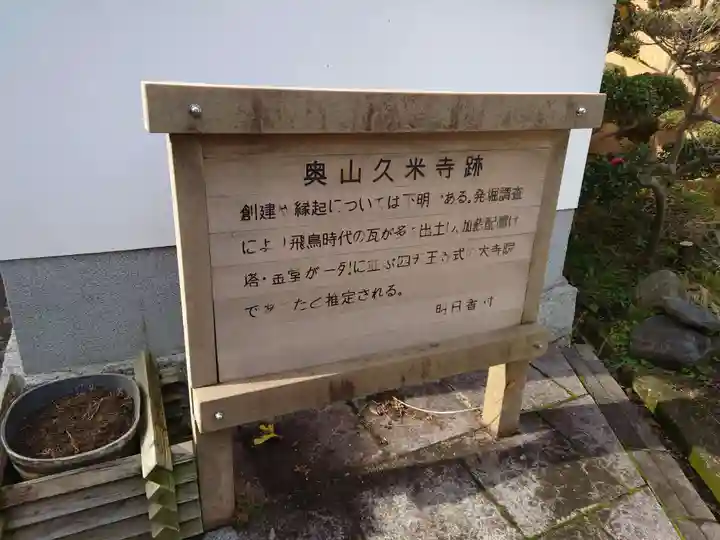 奥山久米寺跡
創建や縁起については不明である。発掘調査
により飛鳥時代の瓦が多く出土し、伽藍配置は
塔・金堂が一列に並ぶ四天王寺式の大寺院
であったと推定される。
明日香村